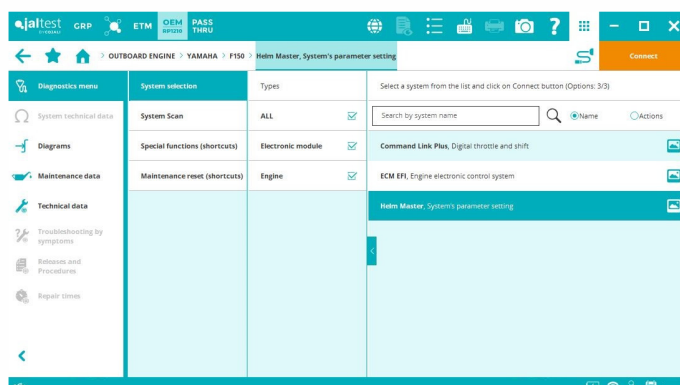 jaltest GRP ETM OEM RP1210 PASS THRU
by COJALI
> OUTBOARD ENGINE > YAMAHA > F150 > Helm Master, System's parameter setting
Connect
Diagnostics menu
System technical data
Diagrams
Maintenance data
Technical data
Troubleshooting by symptoms
Releases and Procedures
Repair times
System selection
System Scan
Special functions (shortcuts)
Maintenance reset (shortcuts)
Types
ALL
Electronic module
Engine
Select a system from the list and click on Connect button (Options: 3/3)
Search by system name
Name
Actions
Command Link Plus, Digital throttle and shift
ECM EFI, Engine electronic control system
Helm Master, System's parameter setting